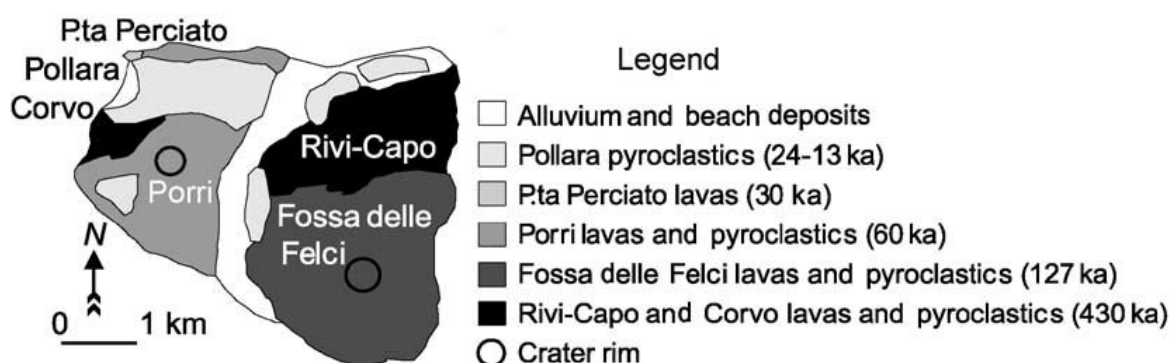 P.ta Perciato
Pollara
Corvo
Rivi-Capo
Porri
Fossa delle
Felci
N
0 1 km
Legend
Alluvium and beach deposits
Pollara pyroclastics (24-13 ka)
P.ta Perciato lavas (30 ka)
Porri lavas and pyroclastics (60 ka)
Fossa delle Felci lavas and pyroclastics (127 ka)
Rivi-Capo and Corvo lavas and pyroclastics (430 ka)
Crater rim